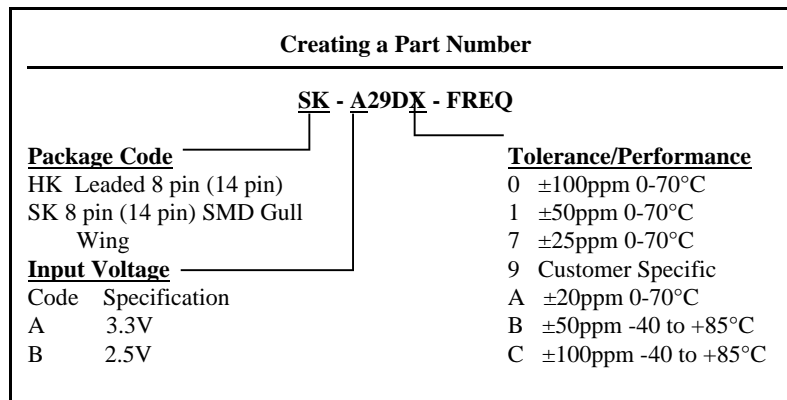 Creating a Part Number
SK - A29DX - FREQ
Package Code
HK Leaded 8 pin (14 pin)
SK 8 pin (14 pin) SMD Gull
Wing
Input Voltage
Code Specification
A 3.3V
B 2.5V
Tolerance/Performance
0 ±100ppm 0-70°C
1 ±50ppm 0-70°C
7 ±25ppm 0-70°C
9 Customer Specific
A ±20ppm 0-70°C
B ±50ppm -40 to +85°C
C ±100ppm -40 to +85°C